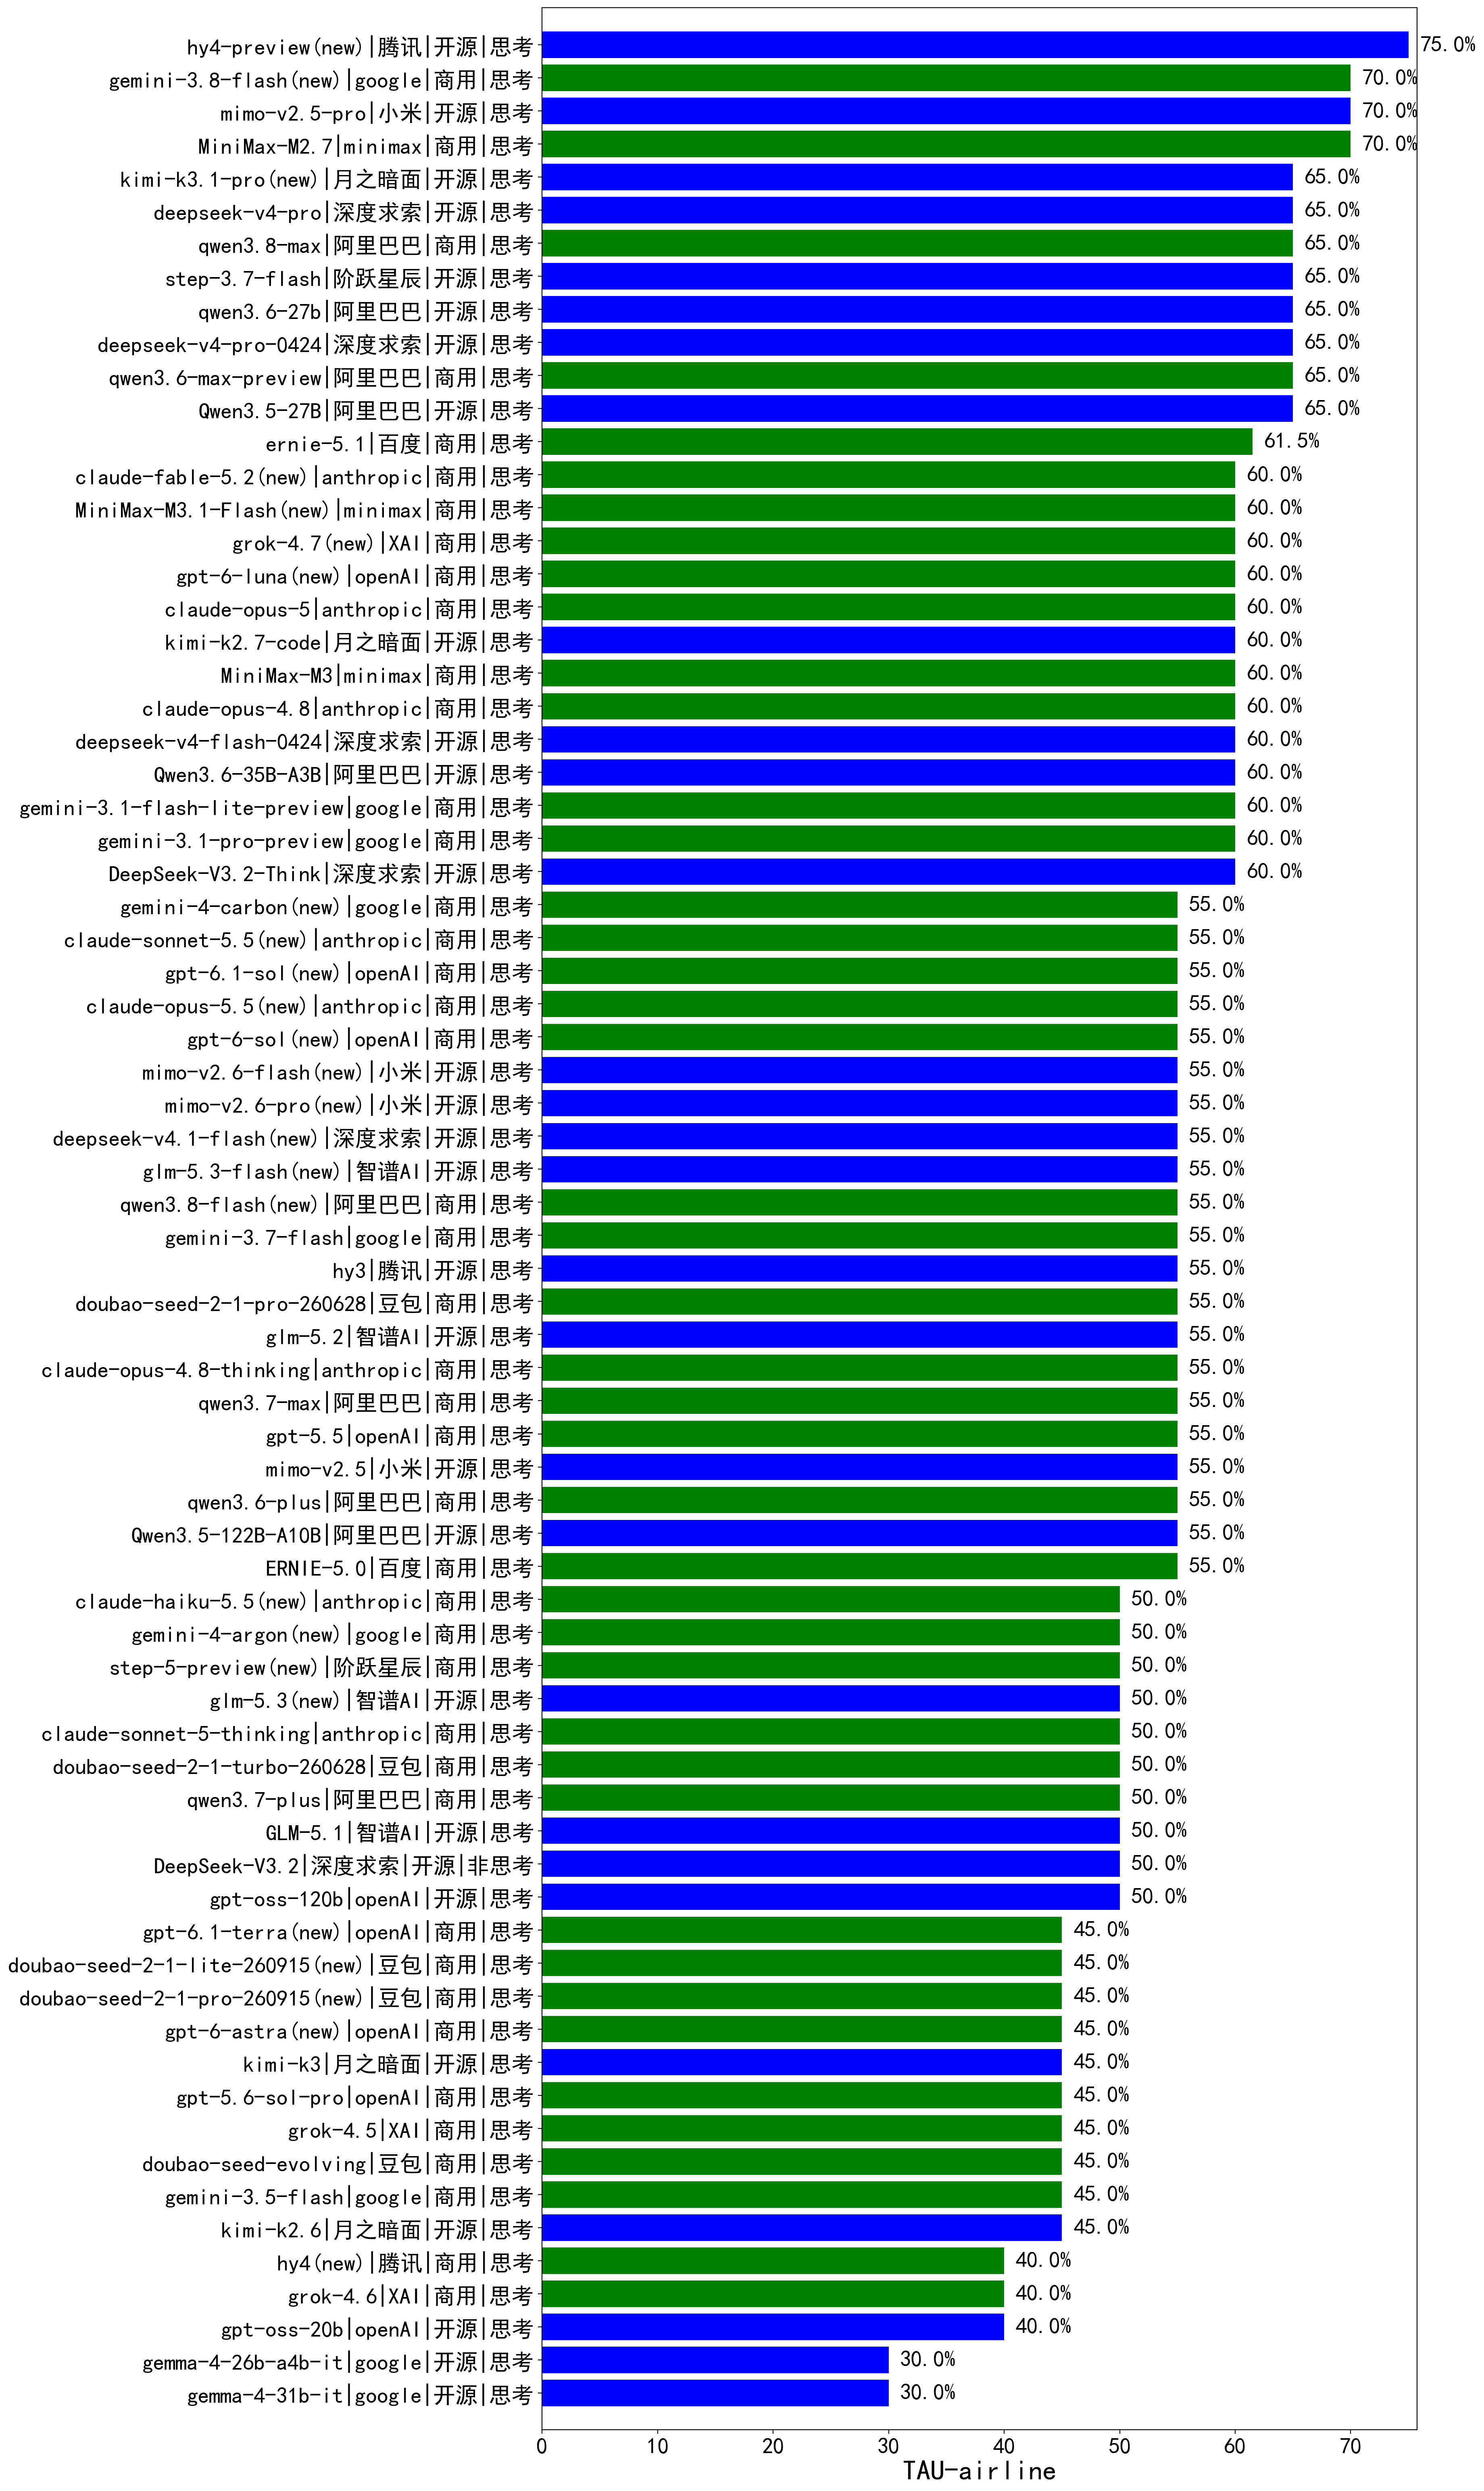 hy4-preview(new)|腾讯|开源|思考 75.0%
gemini-3.8-flash(new)|google|商用|思考 70.0%
mimo-v2.5-pro|小米|开源|思考 70.0%
MiniMax-M2.7|minimax|商用|思考 70.0%
kimi-k3.1-pro(new)|月之暗面|开源|思考 65.0%
deepseek-v4-pro|深度求索|开源|思考 65.0%
qwen3.8-max|阿里巴巴|商用|思考 65.0%
step-3.7-flash|阶跃星辰|开源|思考 65.0%
qwen3.6-27b|阿里巴巴|开源|思考 65.0%
deepseek-v4-pro-0424|深度求索|开源|思考 65.0%
qwen3.6-max-preview|阿里巴巴|商用|思考 65.0%
Qwen3.5-27B|阿里巴巴|开源|思考 65.0%
ernie-5.1|百度|商用|思考 61.5%
claude-fable-5.2(new)|anthropic|商用|思考 60.0%
MiniMax-M3.1-Flash(new)|minimax|商用|思考 60.0%
grok-4.7(new)|XAI|商用|思考 60.0%
gpt-6-luna(new)|openAI|商用|思考 60.0%
claude-opus-5|anthropic|商用|思考 60.0%
kimi-k2.7-code|月之暗面|开源|思考 60.0%
MiniMax-M3|minimax|商用|思考 60.0%
claude-opus-4.8|anthropic|商用|思考 60.0%
deepseek-v4-flash-0424|深度求索|开源|思考 60.0%
Qwen3.6-35B-A3B|阿里巴巴|开源|思考 60.0%
gemini-3.1-flash-lite-preview|google|商用|思考 60.0%
gemini-3.1-pro-preview|google|商用|思考 60.0%
DeepSeek-V3.2-Think|深度求索|开源|思考 60.0%
gemini-4-carbon(new)|google|商用|思考 55.0%
claude-sonnet-5.5(new)|anthropic|商用|思考 55.0%
gpt-6.1-sol(new)|openAI|商用|思考 55.0%
claude-opus-5.5(new)|anthropic|商用|思考 55.0%
gpt-6-sol(new)|openAI|商用|思考 55.0%
mimo-v2.6-flash(new)|小米|开源|思考 55.0%
mimo-v2.6-pro(new)|小米|开源|思考 55.0%
deepseek-v4.1-flash(new)|深度求索|开源|思考 55.0%
glm-5.3-flash(new)|智谱AI|开源|思考 55.0%
qwen3.8-flash(new)|阿里巴巴|商用|思考 55.0%
gemini-3.7-flash|google|商用|思考 55.0%
hy3|腾讯|开源|思考 55.0%
doubao-seed-2-1-pro-260628|豆包|商用|思考 55.0%
glm-5.2|智谱AI|开源|思考 55.0%
claude-opus-4.8-thinking|anthropic|商用|思考 55.0%
qwen3.7-max|阿里巴巴|商用|思考 55.0%
gpt-5.5|openAI|商用|思考 55.0%
mimo-v2.5|小米|开源|思考 55.0%
qwen3.6-plus|阿里巴巴|商用|思考 55.0%
Qwen3.5-122B-A10B|阿里巴巴|开源|思考 55.0%
ERNIE-5.0|百度|商用|思考 55.0%
claude-haiku-5.5(new)|anthropic|商用|思考 50.0%
gemini-4-argon(new)|google|商用|思考 50.0%
step-5-preview(new)|阶跃星辰|商用|思考 50.0%
glm-5.3(new)|智谱AI|开源|思考 50.0%
claude-sonnet-5-thinking|anthropic|商用|思考 50.0%
doubao-seed-2-1-turbo-260628|豆包|商用|思考 50.0%
qwen3.7-plus|阿里巴巴|商用|思考 50.0%
GLM-5.1|智谱AI|开源|思考 50.0%
DeepSeek-V3.2|深度求索|开源|非思考 50.0%
gpt-oss-120b|openAI|开源|思考 50.0%
gpt-6.1-terra(new)|openAI|商用|思考 45.0%
doubao-seed-2-1-lite-260915(new)|豆包|商用|思考 45.0%
doubao-seed-2-1-pro-260915(new)|豆包|商用|思考 45.0%
gpt-6-astra(new)|openAI|商用|思考 45.0%
kimi-k3|月之暗面|开源|思考 45.0%
gpt-5.6-sol-pro|openAI|商用|思考 45.0%
grok-4.5|XAI|商用|思考 45.0%
doubao-seed-evolving|豆包|商用|思考 45.0%
gemini-3.5-flash|google|商用|思考 45.0%
kimi-k2.6|月之暗面|开源|思考 45.0%
hy4(new)|腾讯|商用|思考 40.0%
grok-4.6|XAI|商用|思考 40.0%
gpt-oss-20b|openAI|开源|思考 40.0%
gemma-4-26b-a4b-it|google|开源|思考 30.0%
gemma-4-31b-it|google|开源|思考 30.0%
0 10 20 30 40 50 60 70
TAU-airline